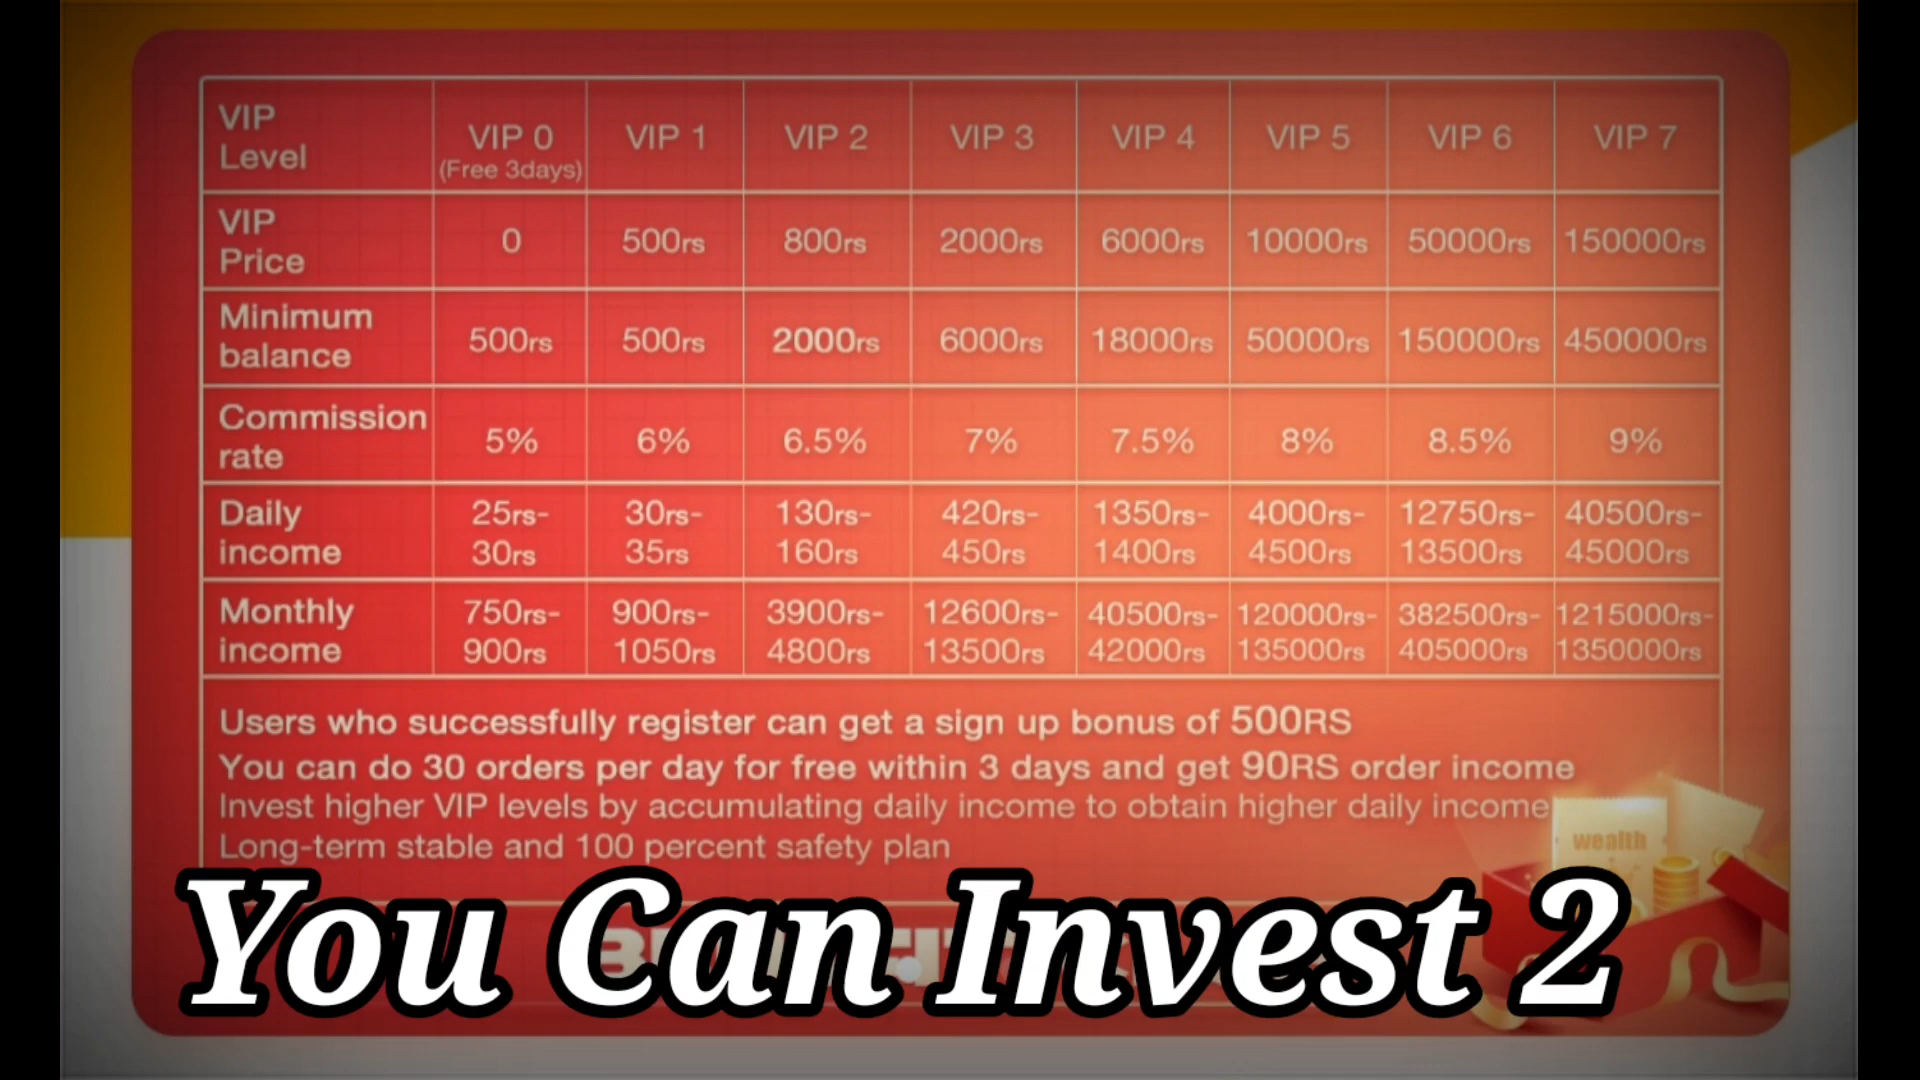 VIP Level
VIP 0
(Free 3days)
VIP 1
VIP 2
VIP 3
VIP 4
VIP 5
VIP 6
VIP 7
VIP Price
0
500rs
800rs
2000rs
6000rs
10000rs
50000rs
150000rs
Minimum balance
500rs
500rs
2000rs
6000rs
18000rs
50000rs
150000rs
450000rs
Commission rate
5%
6%
6.5%
7%
7.5%
8%
8.5%
9%
Daily income
25rs-30rs
30rs-35rs
130rs-160rs
420rs-450rs
1350rs-1400rs
4000rs-4500rs
12750rs-13500rs
40500rs-45000rs
Monthly income
750rs-900rs
900rs-1050rs
3900rs-4800rs
12600rs-13500rs
40500rs-42000rs
120000rs-135000rs
382500rs-405000rs
1215000rs-1350000rs
Users who successfully register can get a sign up bonus of 500RS
You can do 30 orders per day for free within 3 days and get 90RS order income
Invest higher VIP levels by accumulating daily income to obtain higher daily income
Long-term stable and 100 percent safety plan
wealth
You Can Invest 2